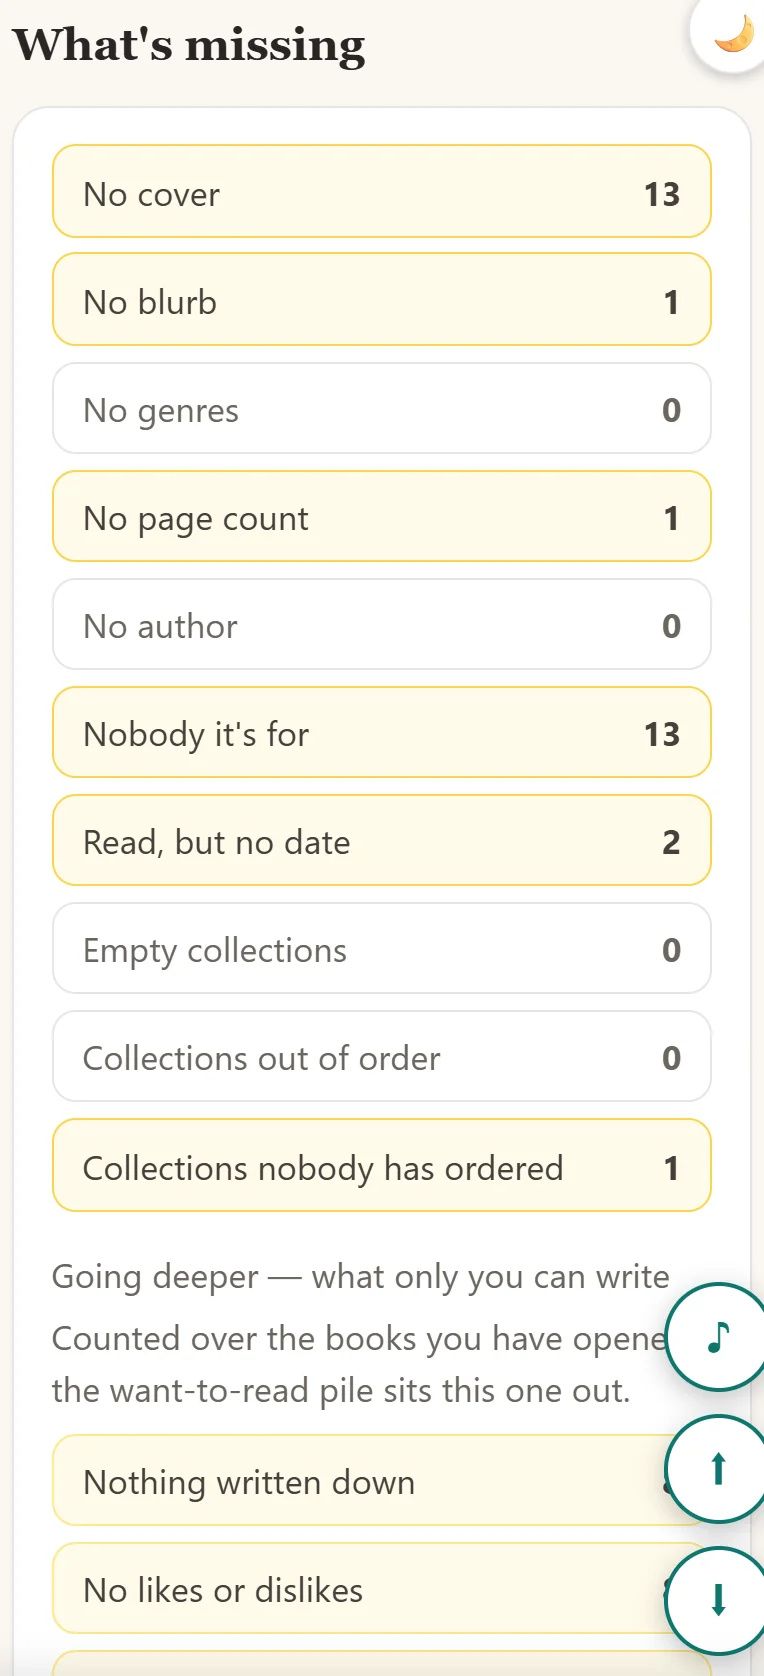 What's missing
No cover 13
No blurb 1
No genres 0
No page count 1
No author 0
Nobody it's for 13
Read, but no date 2
Empty collections 0
Collections out of order 0
Collections nobody has ordered 1
Going deeper — what only you can write
Counted over the books you have
the want-to-read pile sits this one out.
Nothing written down
No likes or dislikes